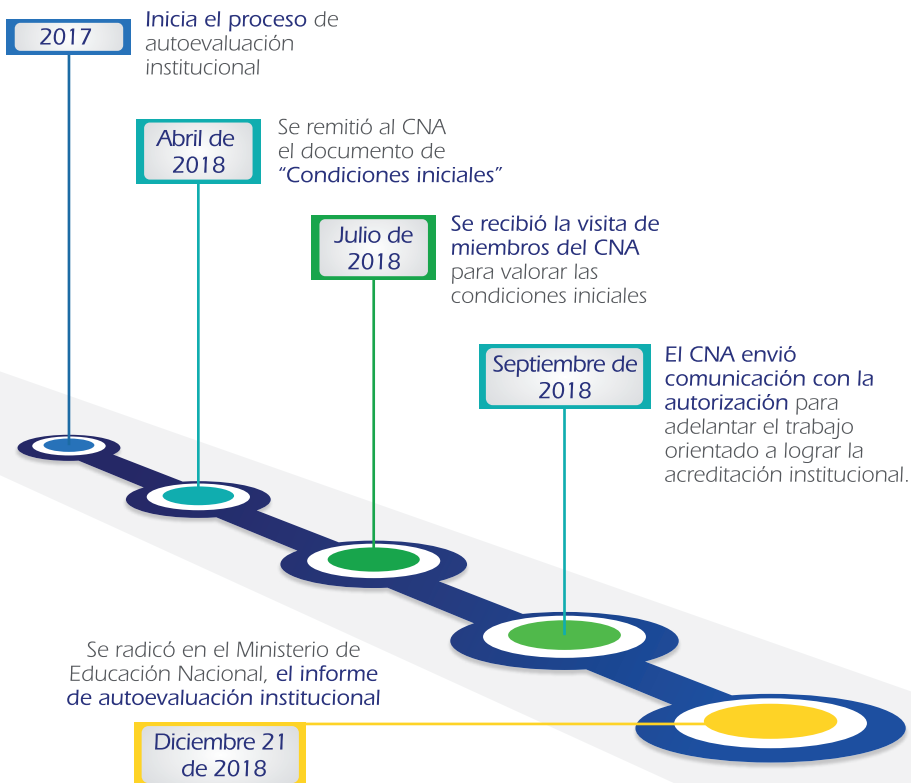 2017
Inicia el proceso de
autoevaluación
institucional
Abril de
2018
Se remitió al CNA
el documento de
“Condiciones iniciales”
Julio de
2018
Se recibió la visita de
miembros del CNA
para valorar las
condiciones iniciales
Septiembre de
2018
El CNA envió
comunicación con la
autorización para
adelantar el trabajo
orientado a lograr la
acreditación institucional.
Se radicó en el Ministerio de
Educación Nacional, el informe
de autoevaluación institucional
Diciembre 21
de 2018